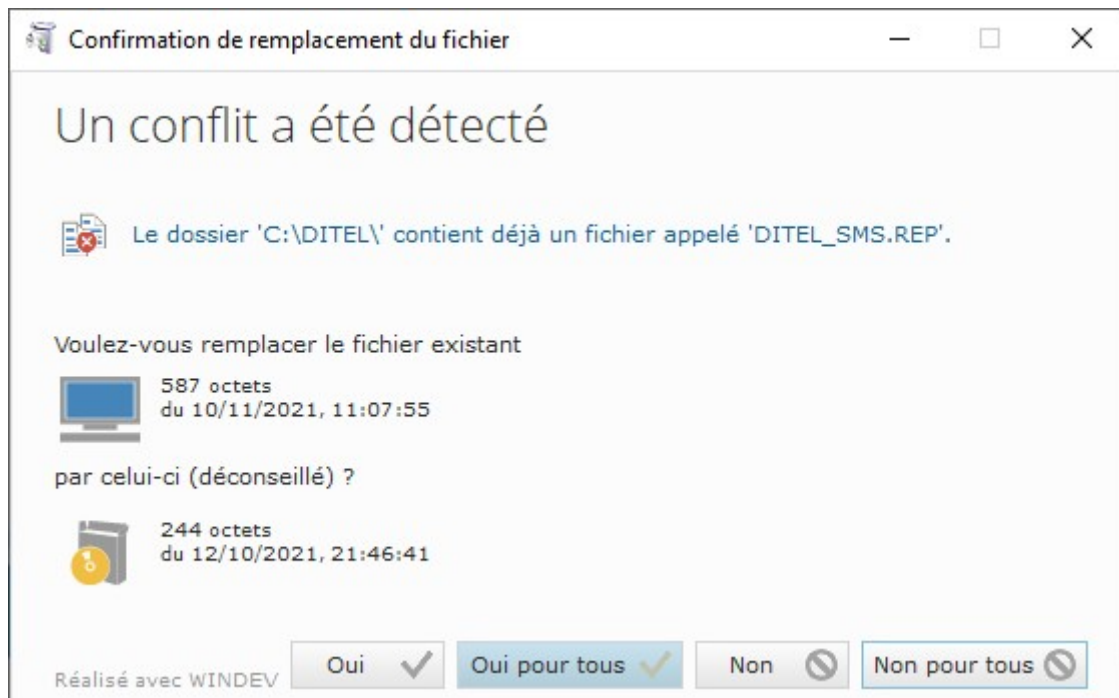 Confirmation de remplacement du fichier
Un conflit a été détecté
Le dossier 'C:\DITEL\' contient déjà un fichier appelé 'DITEL_SMS.REP'.
Voulez-vous remplacer le fichier existant
587 octets
du 10/11/2021, 11:07:55
par celui-ci (déconseillé) ?
244 octets
du 12/10/2021, 21:46:41
Réalisé avec WINDEV Oui Oui pour tous Non Non pour tous